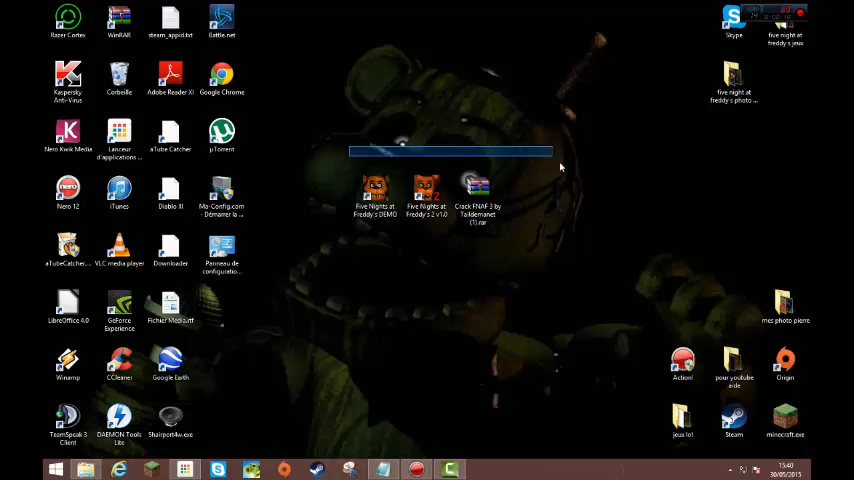 Razer Cortex
WinRAR
steam_appid.txt
Battle.net
Skype
five night at
freddy's jeux
Kaspersky
Anti-Virus
Corbeille
Adobe Reader XI
Google Chrome
five night at
freddy's photo ...
Nero Kwik Media
Lanceur
d'applications ...
aTube Catcher
µTorrent
Nero 12
iTunes
Diablo III
Ma-Config.com
- Démarrer la ...
Five Nights at
Freddy's DEMO
Five Nights at
Freddy's 2 v1.0
Crack FNAF 3 by
Taildemanet
(1).rar
aTubeCatcher....
VLC media player
Downloader
Panneau de
configuratio...
LibreOffice 4.0
GeForce
Experience
Fichier Media.rtf
mes photo pierre
Winamp
CCleaner
Google Earth
Action!
pour youtube
aide
Origin
TeamSpeak 3
Client
DAEMON Tools
Lite
Shairport4w.exe
jeux lol
Steam
minecraft.exe
15:40
30/05/2015